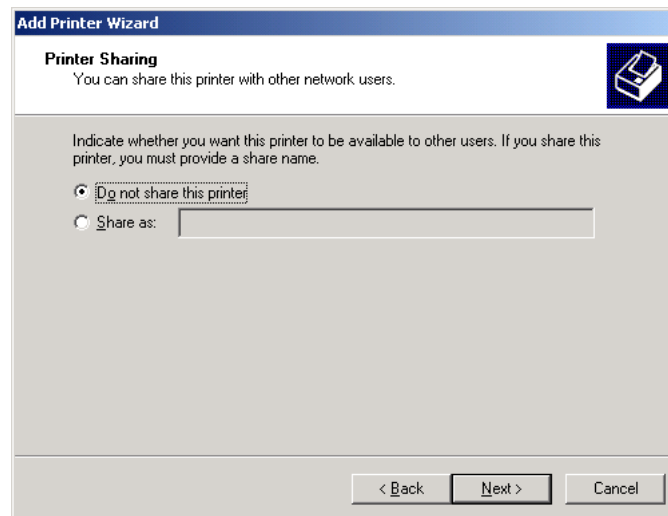 Add Printer Wizard
Printer Sharing
You can share this printer with other network users.
Indicate whether you want this printer to be available to other users. If you share this
printer, you must provide a share name.
Do not share this printer
Share as:
< Back Next > Cancel